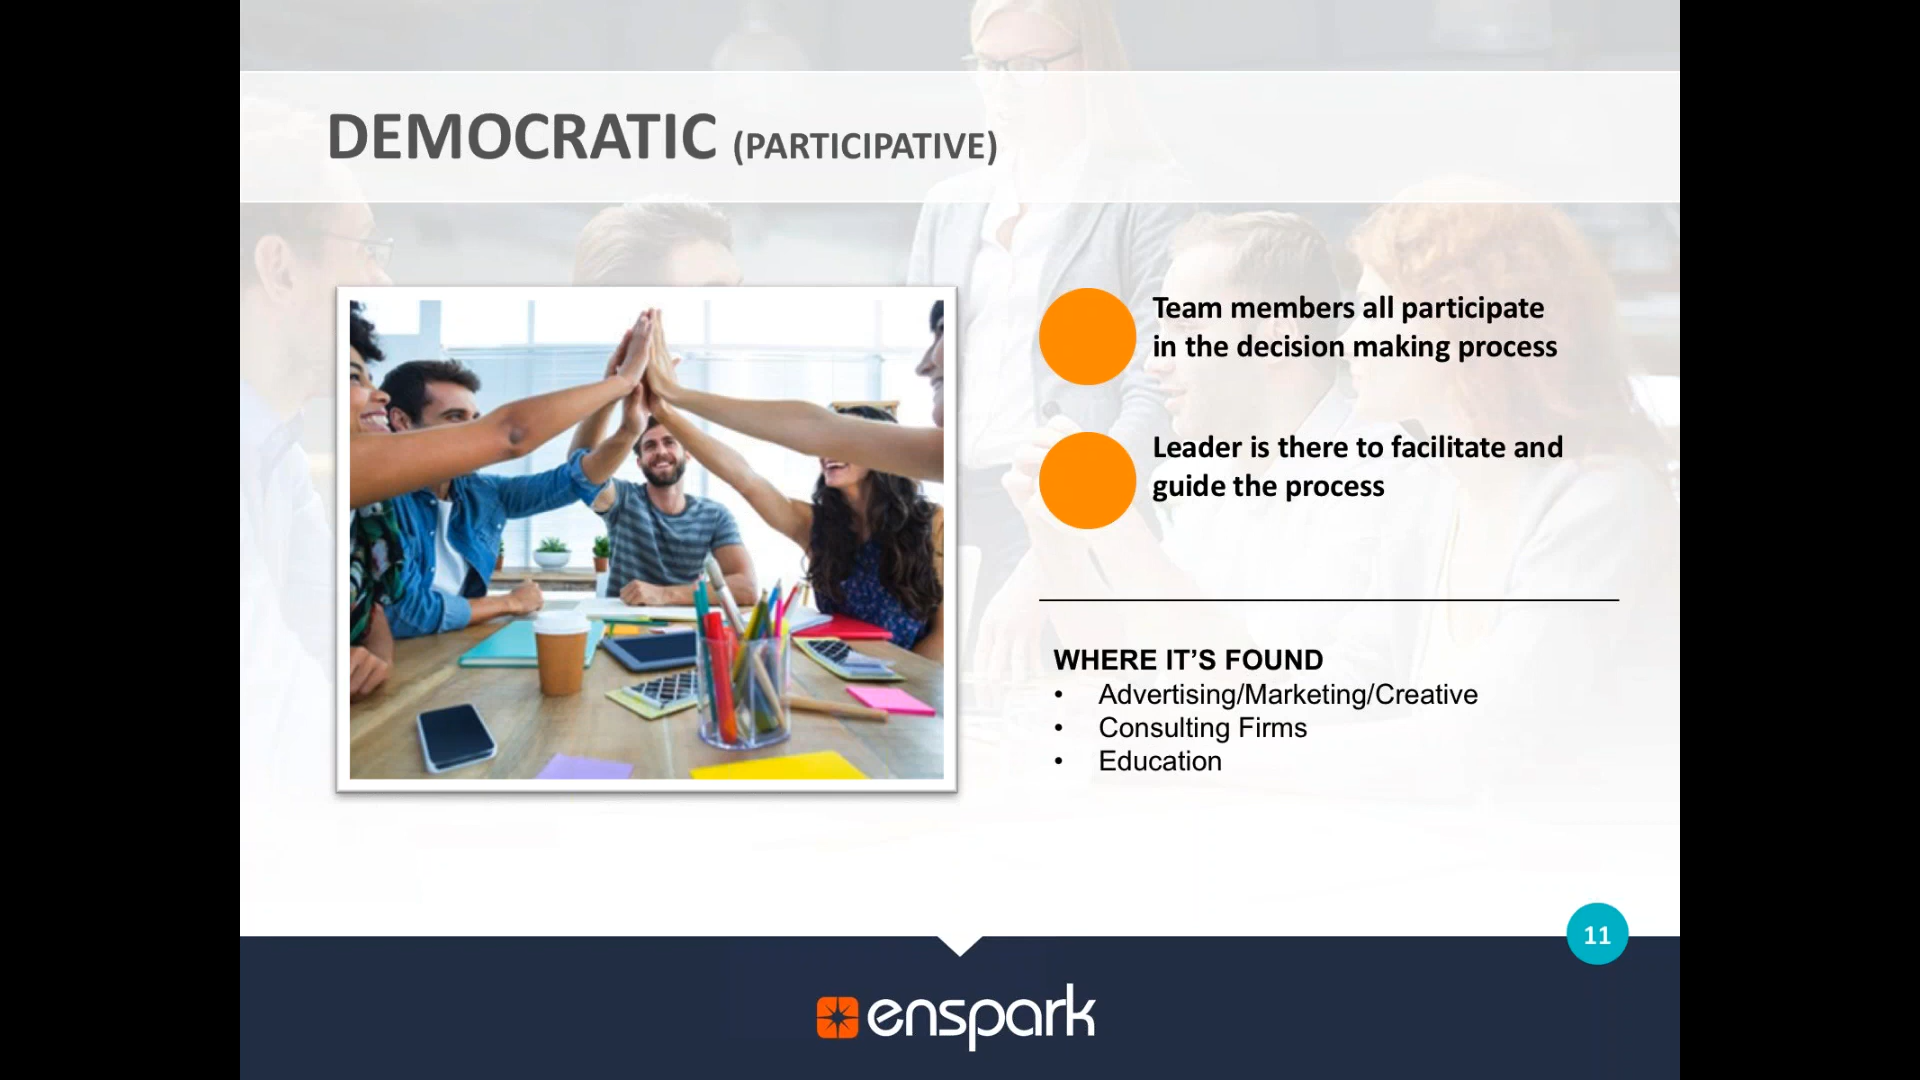 DEMOCRATIC (PARTICIPATIVE)
Team members all participate
in the decision making process
Leader is there to facilitate and
guide the process
WHERE IT’S FOUND
• Advertising/Marketing/Creative
• Consulting Firms
• Education
11
enspark